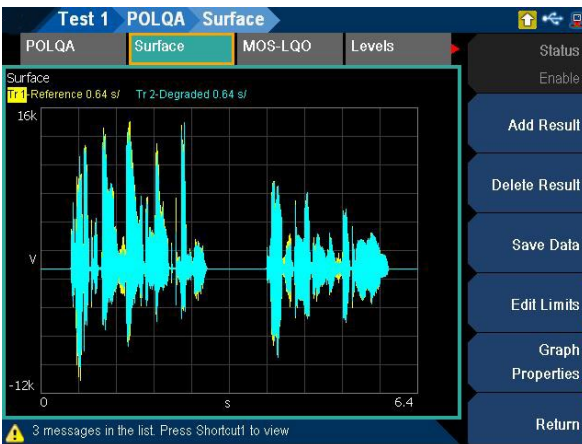 Test 1 POLQA Surface
POLQA Surface MOS-LQO Levels
Status
Enable
Surface
Tr 1-Reference 0.64 s/ Tr 2-Degraded 0.64 s/
16k
V
-12k
0 s 6.4
Add Result
Delete Result
Save Data
Edit Limits
Graph
Properties
Return
3 messages in the list. Press Shortcut1 to view